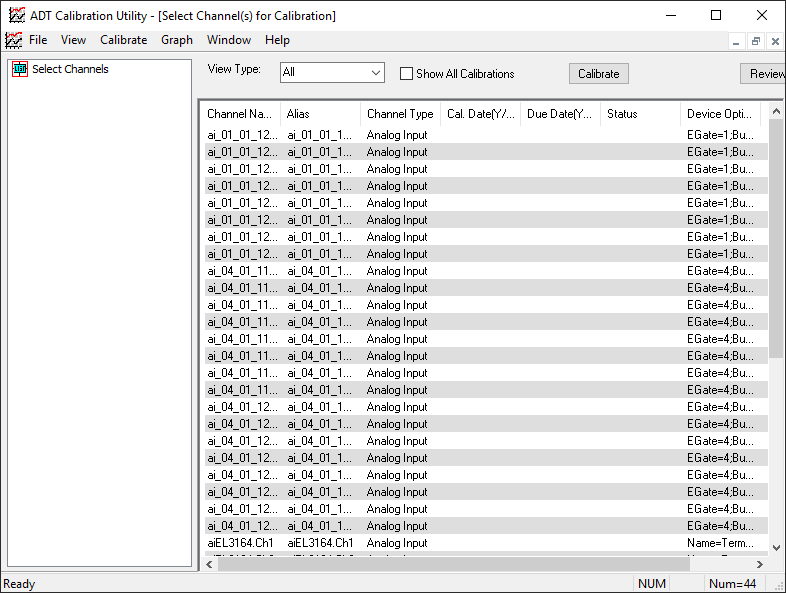 ADT Calibration Utility - [Select Channel(s) for Calibration]
File View Calibrate Graph Window Help
Select Channels
View Type: All Show All Calibrations Calibrate Review
Channel Na... Alias Channel Type Cal. Date(Y/... Due Date(Y... Status Device Opti...
ai_01_01_12... ai_01_01_1... Analog Input EGate=1;Bu...
ai_01_01_12... ai_01_01_1... Analog Input EGate=1;Bu...
ai_01_01_12... ai_01_01_1... Analog Input EGate=1;Bu...
ai_01_01_12... ai_01_01_1... Analog Input EGate=1;Bu...
ai_01_01_12... ai_01_01_1... Analog Input EGate=1;Bu...
ai_01_01_12... ai_01_01_1... Analog Input EGate=1;Bu...
ai_01_01_12... ai_01_01_1... Analog Input EGate=1;Bu...
ai_01_01_12... ai_01_01_1... Analog Input EGate=1;Bu...
ai_04_01_11... ai_04_01_1... Analog Input EGate=4;Bu...
ai_04_01_11... ai_04_01_1... Analog Input EGate=4;Bu...
ai_04_01_11... ai_04_01_1... Analog Input EGate=4;Bu...
ai_04_01_11... ai_04_01_1... Analog Input EGate=4;Bu...
ai_04_01_11... ai_04_01_1... Analog Input EGate=4;Bu...
ai_04_01_11... ai_04_01_1... Analog Input EGate=4;Bu...
ai_04_01_11... ai_04_01_1... Analog Input EGate=4;Bu...
ai_04_01_11... ai_04_01_1... Analog Input EGate=4;Bu...
ai_04_01_12... ai_04_01_1... Analog Input EGate=4;Bu...
ai_04_01_12... ai_04_01_1... Analog Input EGate=4;Bu...
ai_04_01_12... ai_04_01_1... Analog Input EGate=4;Bu...
ai_04_01_12... ai_04_01_1... Analog Input EGate=4;Bu...
ai_04_01_12... ai_04_01_1... Analog Input EGate=4;Bu...
ai_04_01_12... ai_04_01_1... Analog Input EGate=4;Bu...
ai_04_01_12... ai_04_01_1... Analog Input EGate=4;Bu...
ai_04_01_12... ai_04_01_1... Analog Input EGate=4;Bu...
aiEL3164.Ch1 aiEL3164.Ch1 Analog Input Name=Term...
Ready NUM Num=44